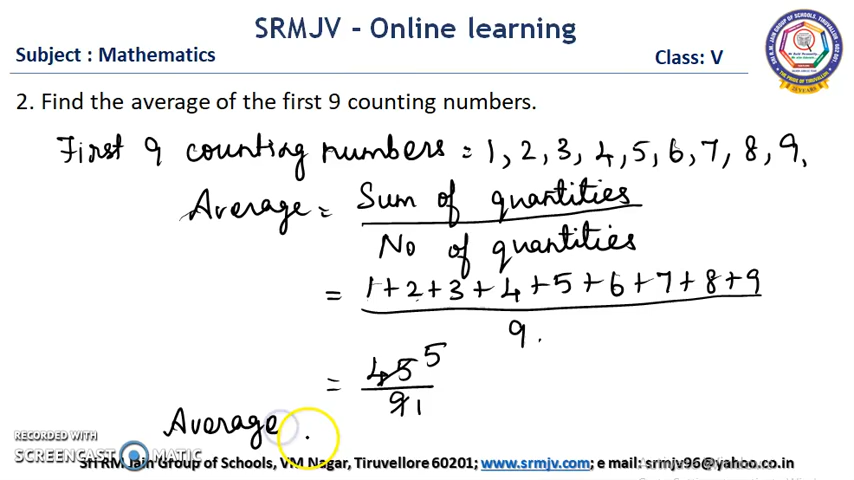 SRMJV - Online learning
Subject : Mathematics
Class: V
2. Find the average of the first 9 counting numbers.
First 9 counting numbers = 1, 2, 3, 4, 5, 6, 7, 8, 9,
Average = Sum of quantities
No of quantities
= 1+2+3+4+5+6+7+8+9
9.
= 45 5
9 1
Average
RECORDED WITH
SCREENCAST MATIC
Sri RM Jain Group of Schools, VM Nagar, Tiruvellore 60201; www.srmjv.com; e mail: srmjv96@yahoo.co.in